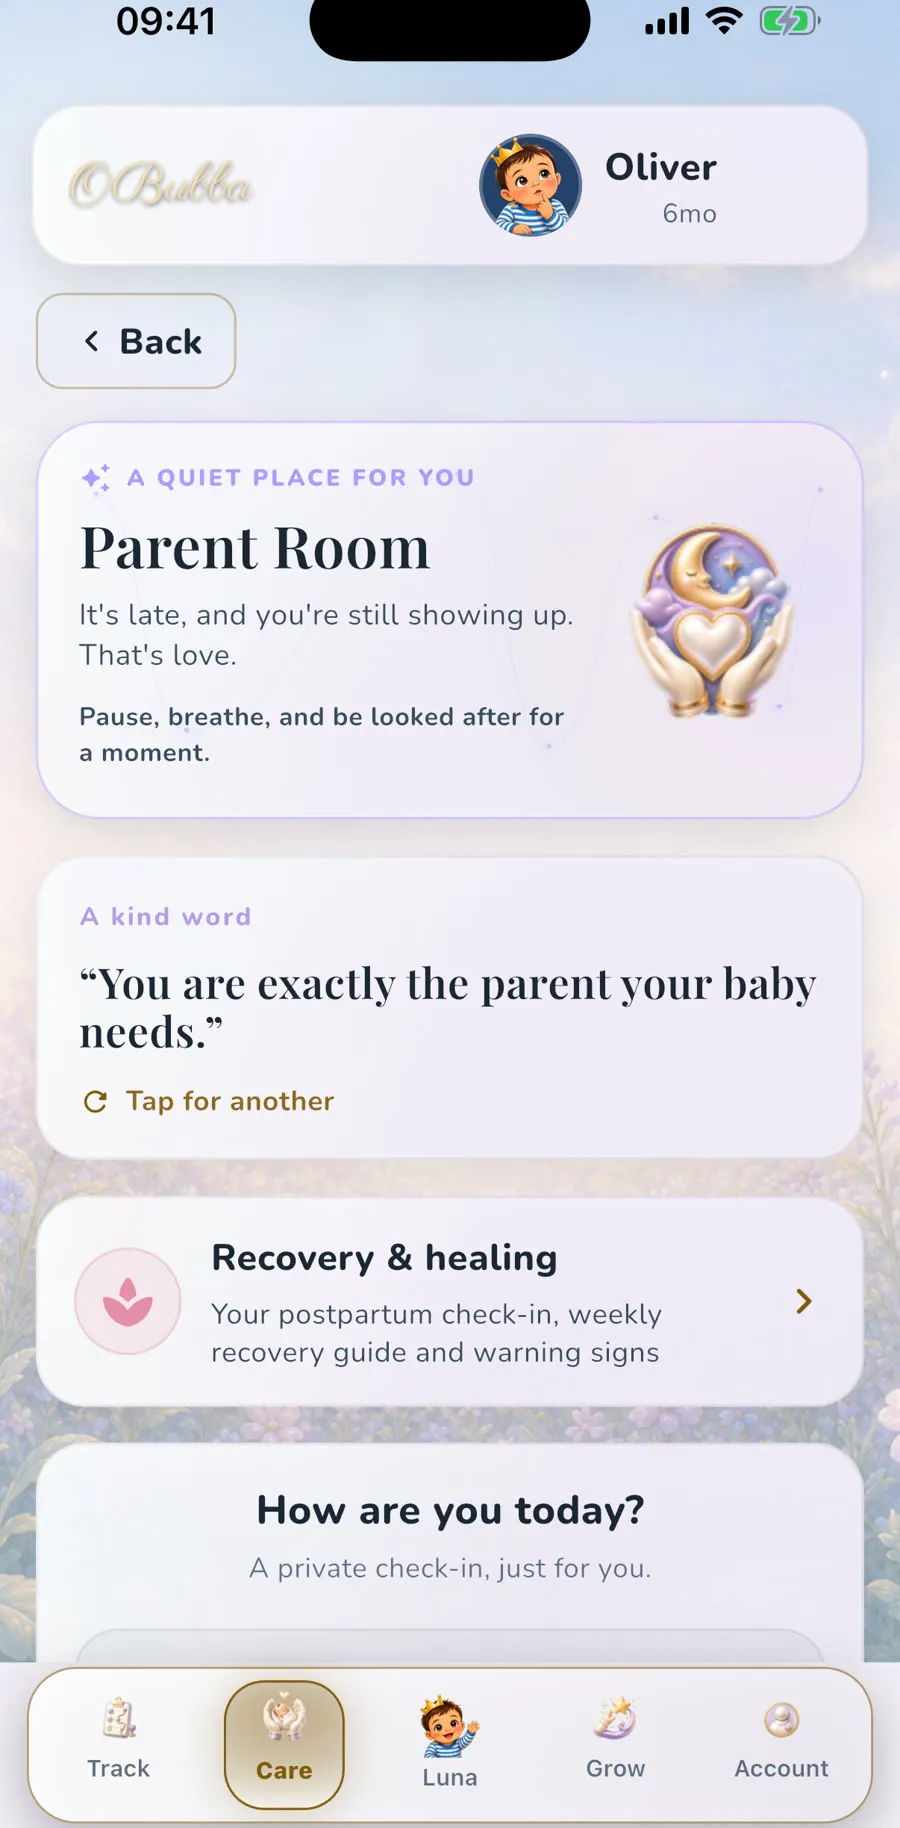 09:41
OBubba
Oliver
6mo
Back
A QUIET PLACE FOR YOU
Parent Room
It's late, and you're still showing up.
That's love.
Pause, breathe, and be looked after for
a moment.
A kind word
“You are exactly the parent your baby
needs.”
Tap for another
Recovery & healing
Your postpartum check-in, weekly
recovery guide and warning signs
How are you today?
A private check-in, just for you.
Track
Care
Luna
Grow
Account